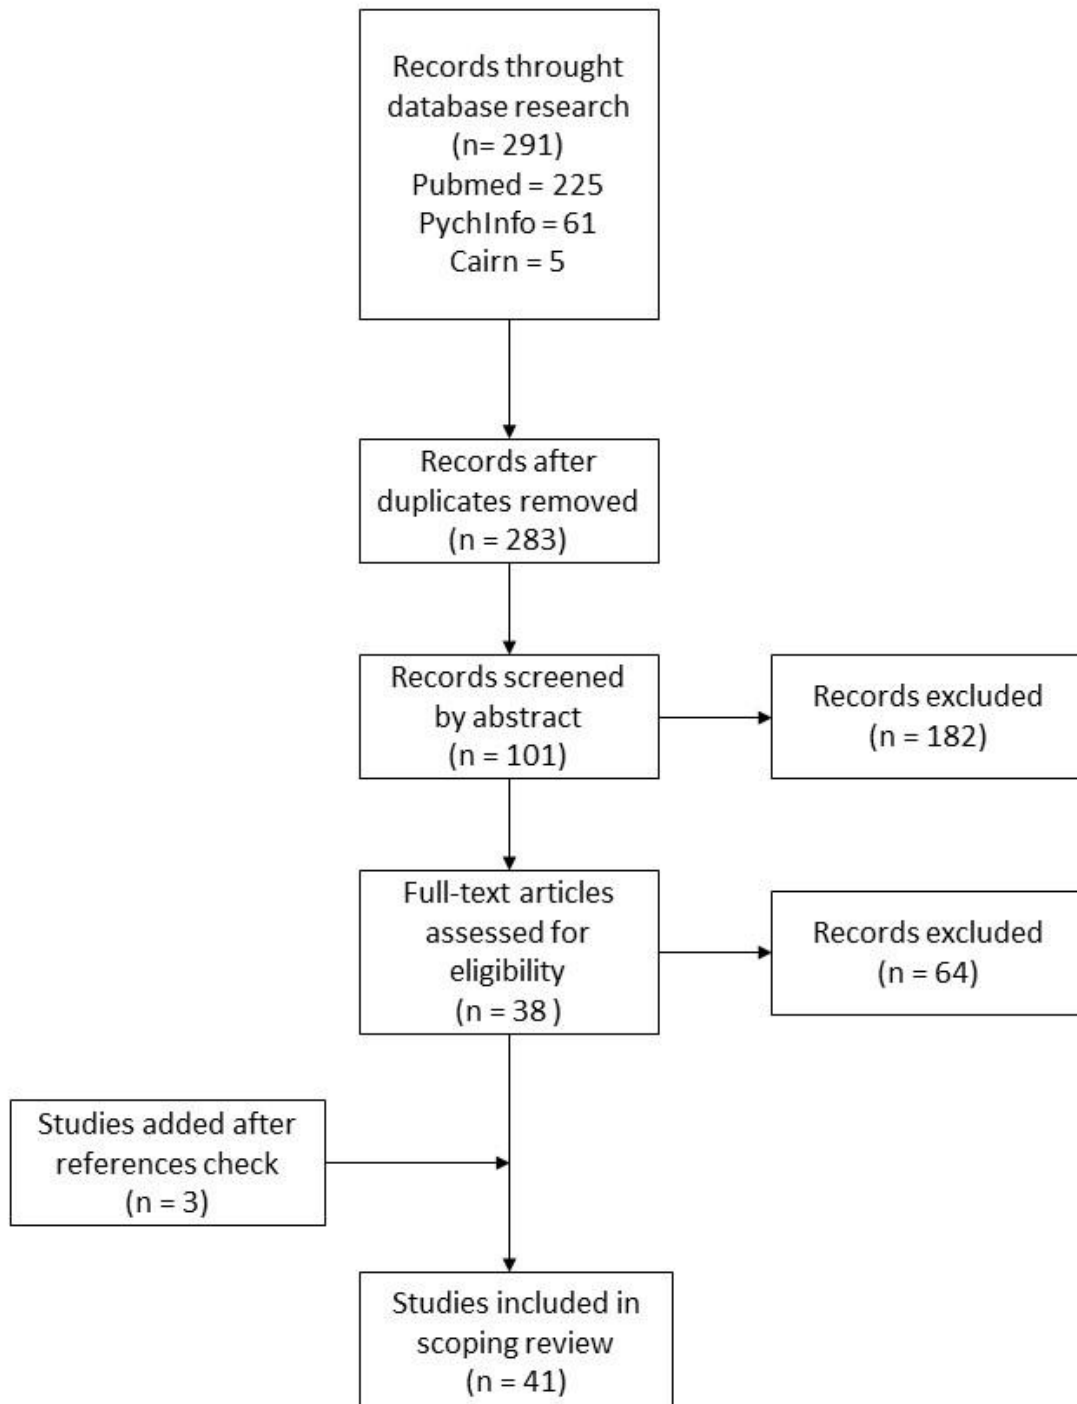 Records throught
database research
(n= 291)
Pubmed = 225
PychInfo = 61
Cairn = 5
Records after
duplicates removed
(n = 283)
Records screened
by abstract
(n = 101)
Records excluded
(n = 182)
Full-text articles
assessed for
eligibility
(n = 38 )
Records excluded
(n = 64)
Studies added after
references check
(n = 3)
Studies included in
scoping review
(n = 41)